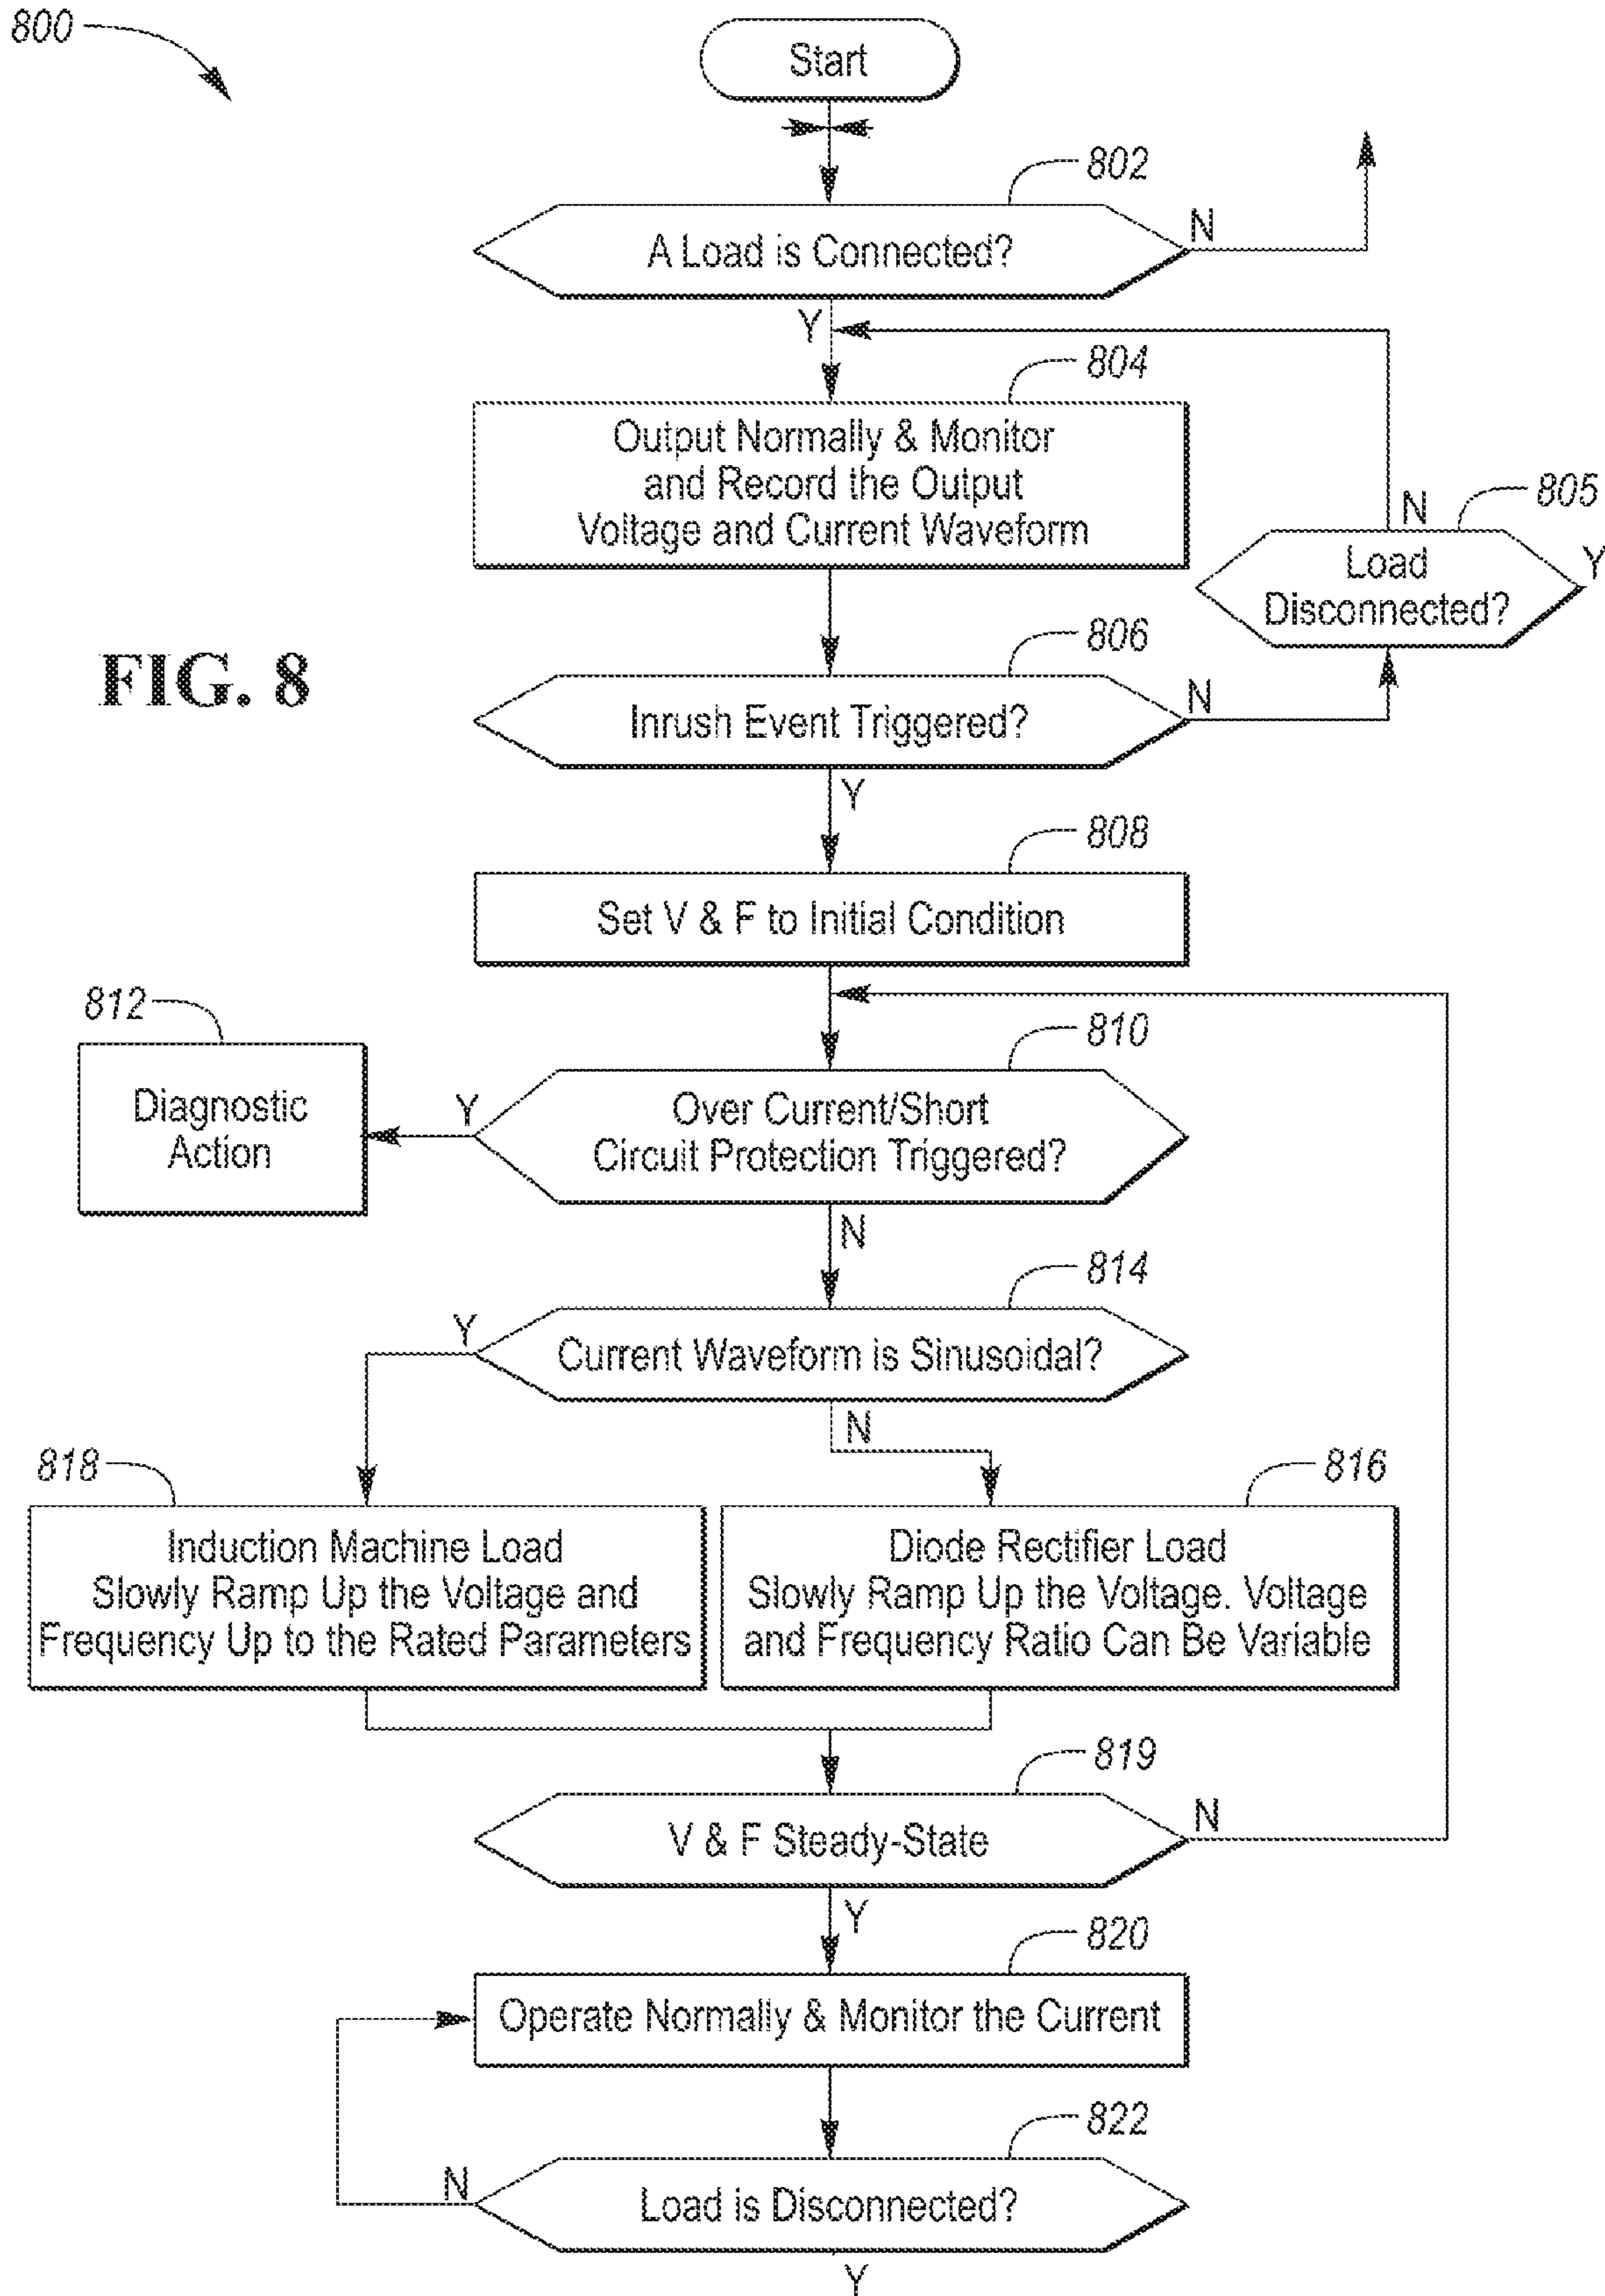 800
Start
802
A Load is Connected?
N
Y
804
Output Normally & Monitor
and Record the Output
Voltage and Current Waveform
805
N
Load
Disconnected?
Y
FIG. 8
806
Inrush Event Triggered?
N
Y
808
Set V & F to Initial Condition
812
Diagnostic
Action
810
Y
Over Current/Short
Circuit Protection Triggered?
N
814
Y
Current Waveform is Sinusoidal?
N
818
Induction Machine Load
Slowly Ramp Up the Voltage and
Frequency Up to the Rated Parameters
816
Diode Rectifier Load
Slowly Ramp Up the Voltage. Voltage
and Frequency Ratio Can Be Variable
819
V & F Steady-State
N
Y
820
Operate Normally & Monitor the Current
822
N
Load is Disconnected?
Y